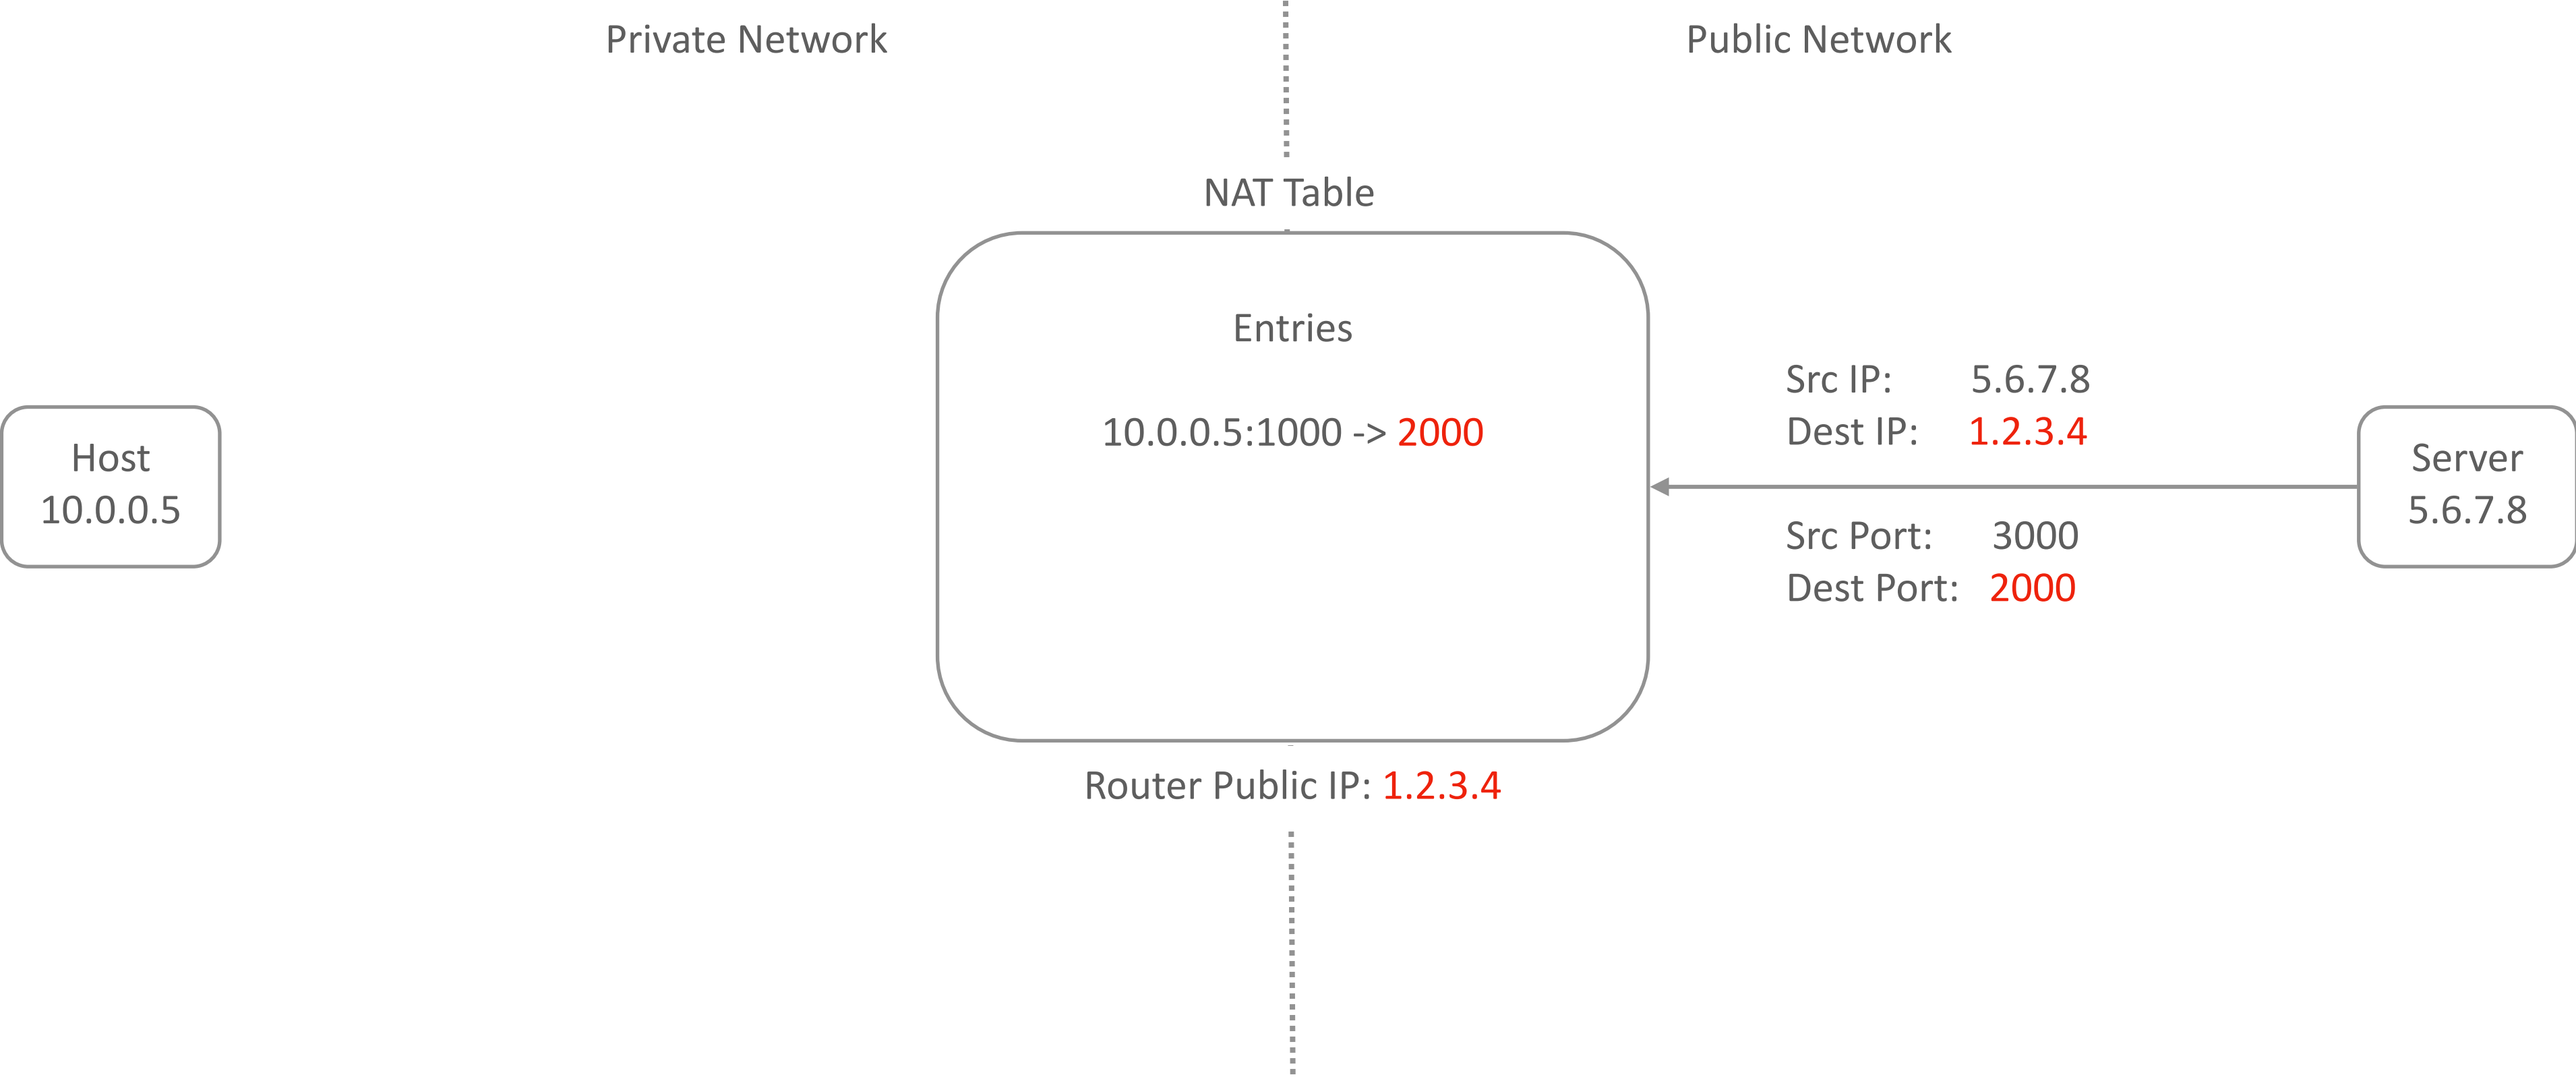 Private Network
Public Network
NAT Table
Entries
10.0.0.5:1000 -> 2000
Host
10.0.0.5
Src IP: 5.6.7.8
Dest IP: 1.2.3.4
Src Port: 3000
Dest Port: 2000
Server
5.6.7.8
Router Public IP: 1.2.3.4